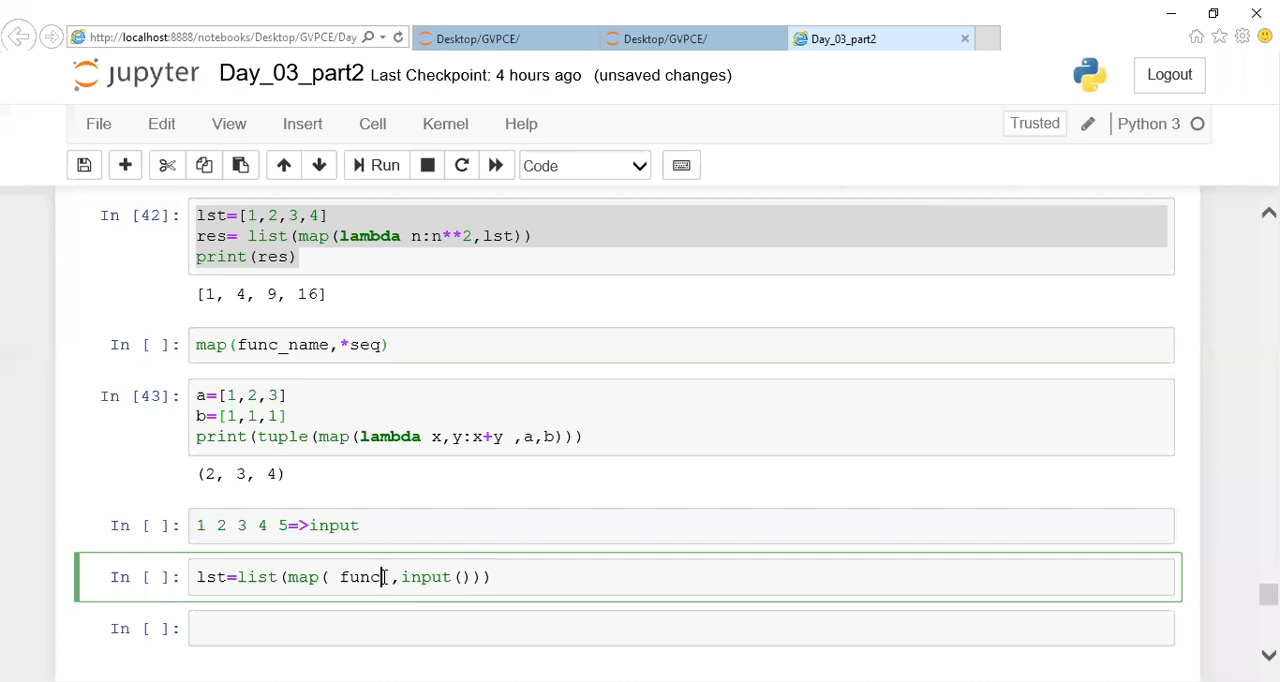 http://localhost:8888/notebooks/Desktop/GVPCE/Day
Desktop/GVPCE/
Desktop/GVPCE/
Day_03_part2
jupyter Day_03_part2 Last Checkpoint: 4 hours ago (unsaved changes)
Logout
File Edit View Insert Cell Kernel Help
Trusted
Python 3
Run
Code
In [42]: lst=[1,2,3,4]
res= list(map(lambda n:n**2,lst))
print(res)
[1, 4, 9, 16]
In [ ]: map(func_name,*seq)
In [43]: a=[1,2,3]
b=[1,1,1]
print(tuple(map(lambda x,y:x+y ,a,b)))
(2, 3, 4)
In [ ]: 1 2 3 4 5=>input
In [ ]: lst=list(map( func ,input()))
In [ ]: